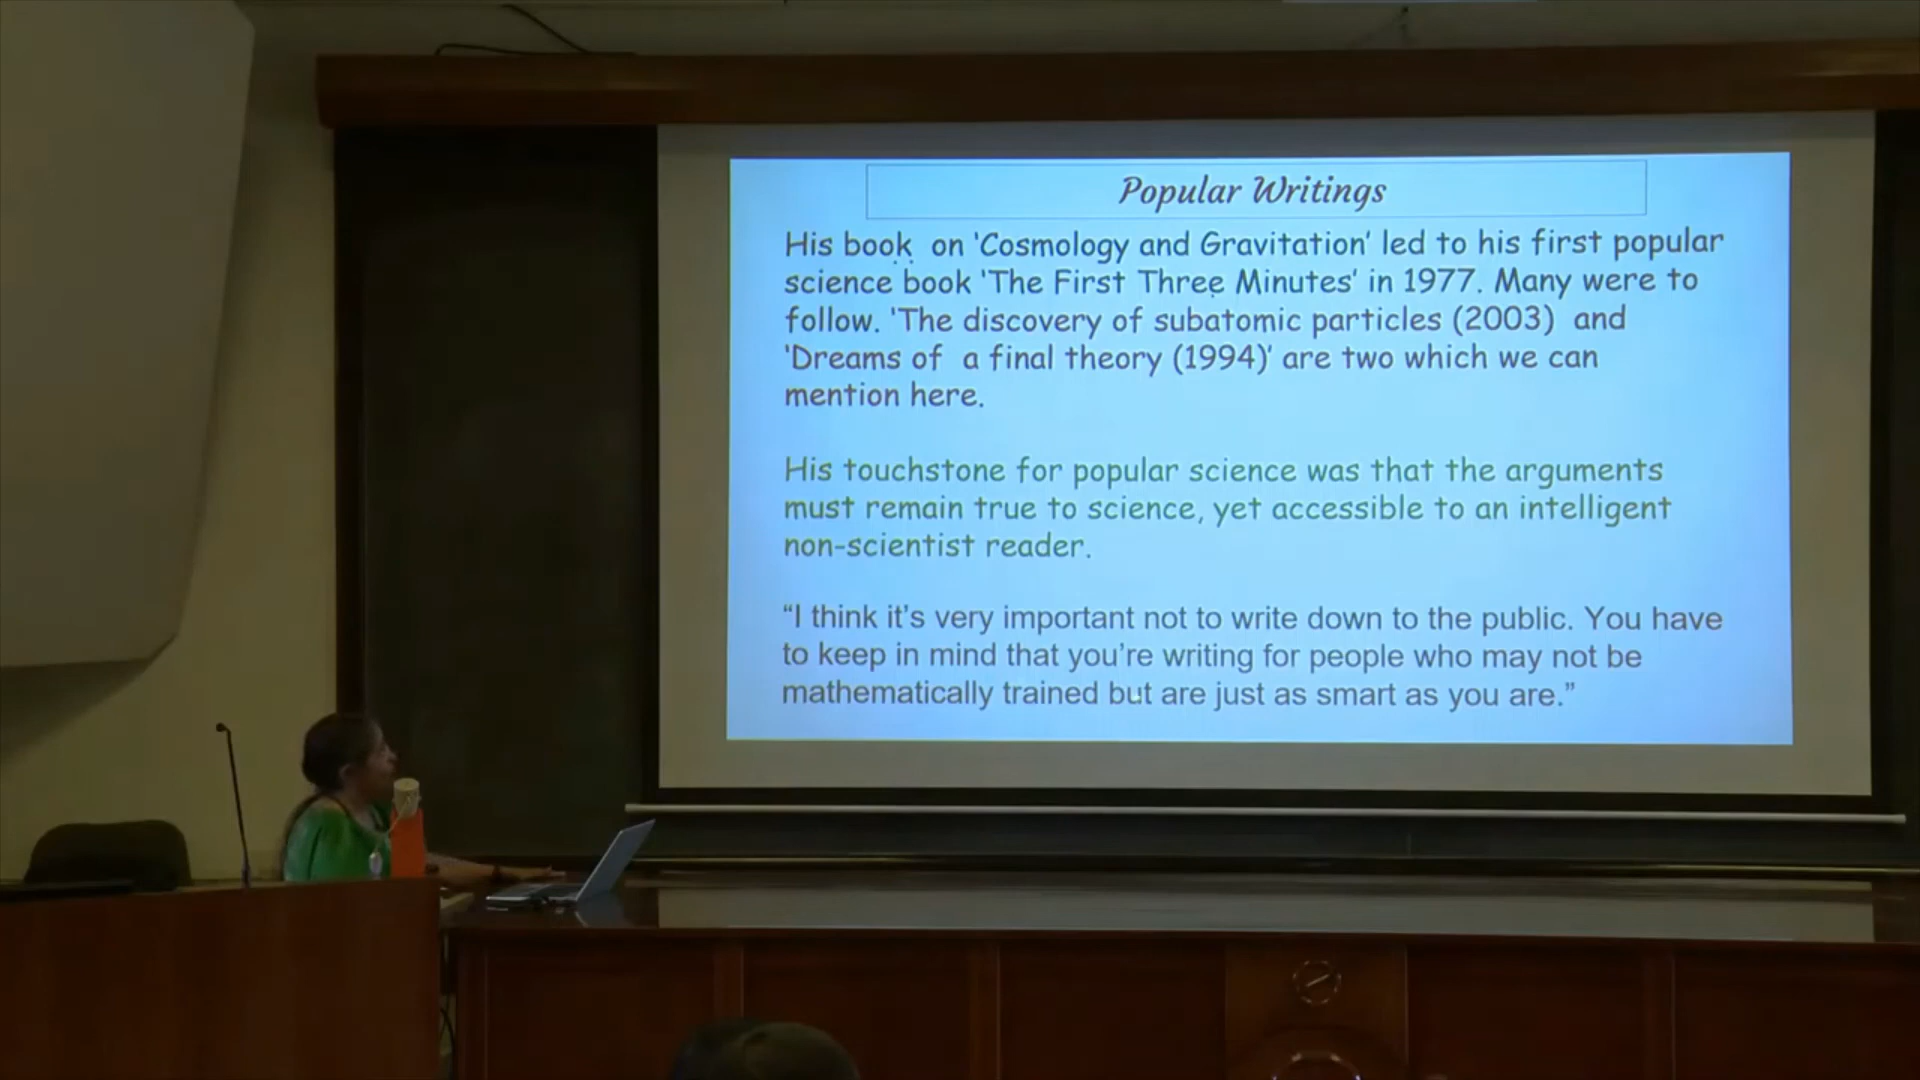 Popular Writings
His book on 'Cosmology and Gravitation' led to his first popular
science book 'The First Three Minutes' in 1977. Many were to
follow. 'The discovery of subatomic particles (2003) and
'Dreams of a final theory (1994)' are two which we can
mention here.
His touchstone for popular science was that the arguments
must remain true to science, yet accessible to an intelligent
non-scientist reader.
“I think it’s very important not to write down to the public. You have
to keep in mind that you’re writing for people who may not be
mathematically trained but are just as smart as you are.”